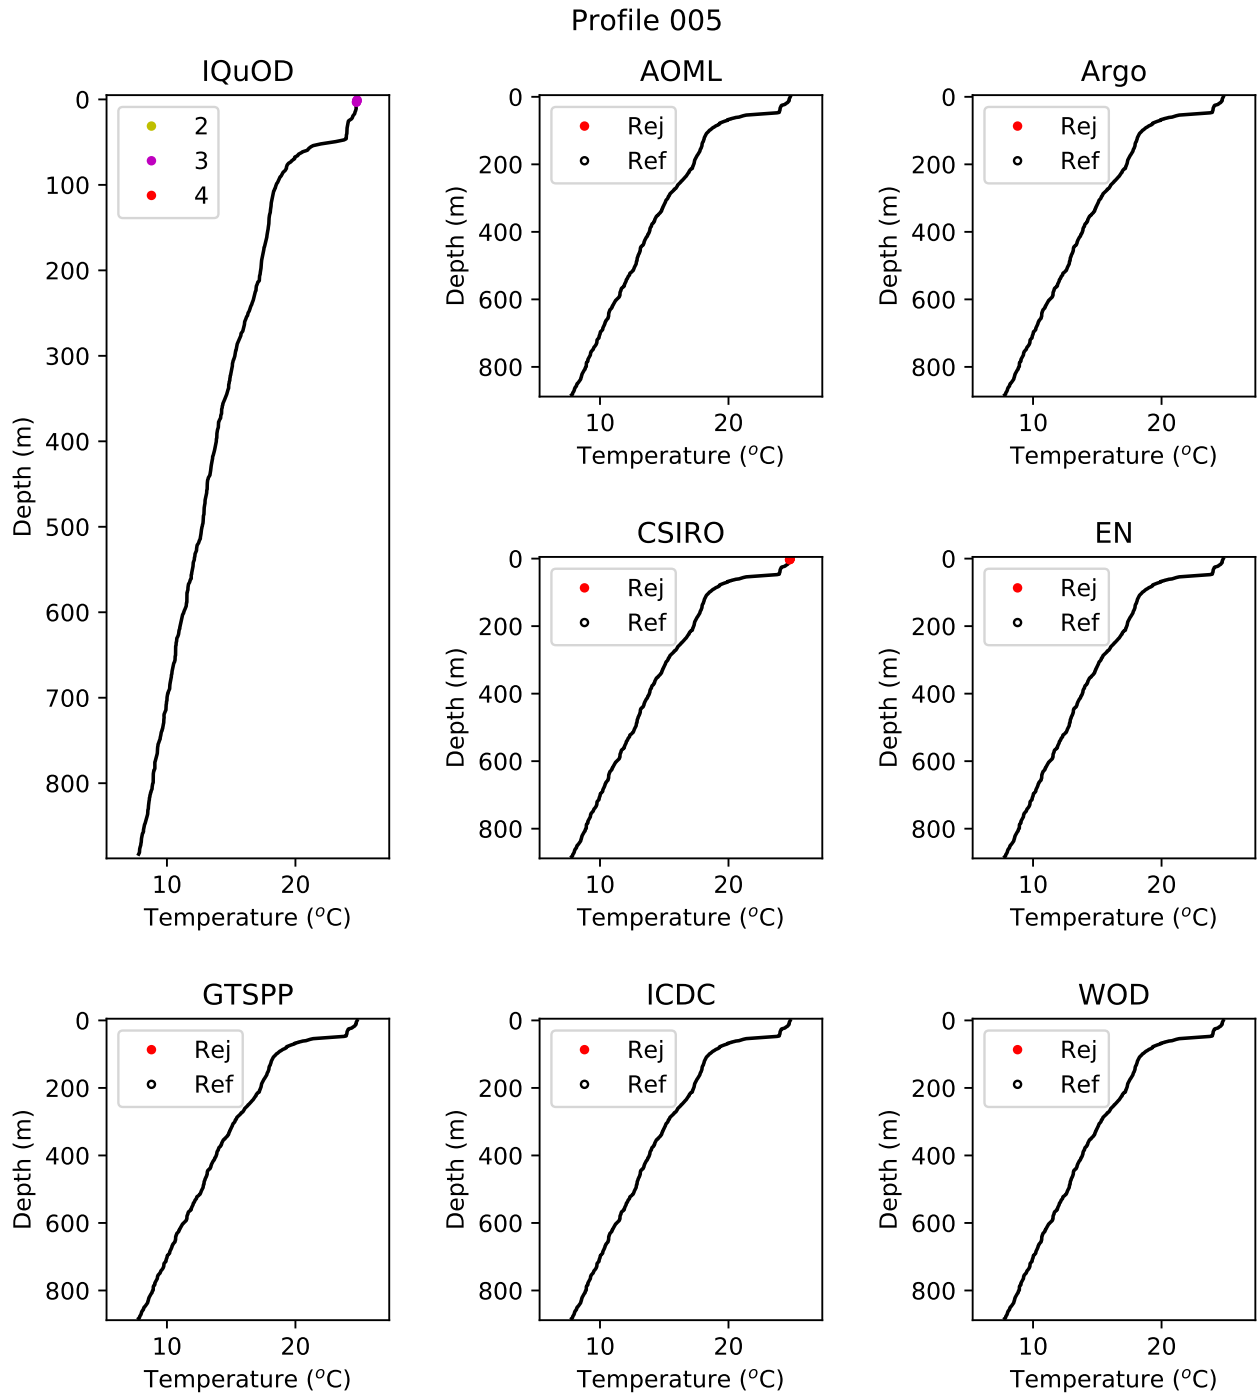 Profile 005
IQuOD
0
100
200
300
400
500
600
700
800
Depth (m)
2
3
4
10 20
Temperature (°C)
AOML
0
200
400
600
800
Depth (m)
Rej
Ref
10 20
Temperature (°C)
Argo
0
200
400
600
800
Depth (m)
Rej
Ref
10 20
Temperature (°C)
CSIRO
0
200
400
600
800
Depth (m)
Rej
Ref
10 20
Temperature (°C)
EN
0
200
400
600
800
Depth (m)
Rej
Ref
10 20
Temperature (°C)
GTSPP
0
200
400
600
800
Depth (m)
Rej
Ref
10 20
Temperature (°C)
ICDC
0
200
400
600
800
Depth (m)
Rej
Ref
10 20
Temperature (°C)
WOD
0
200
400
600
800
Depth (m)
Rej
Ref
10 20
Temperature (°C)